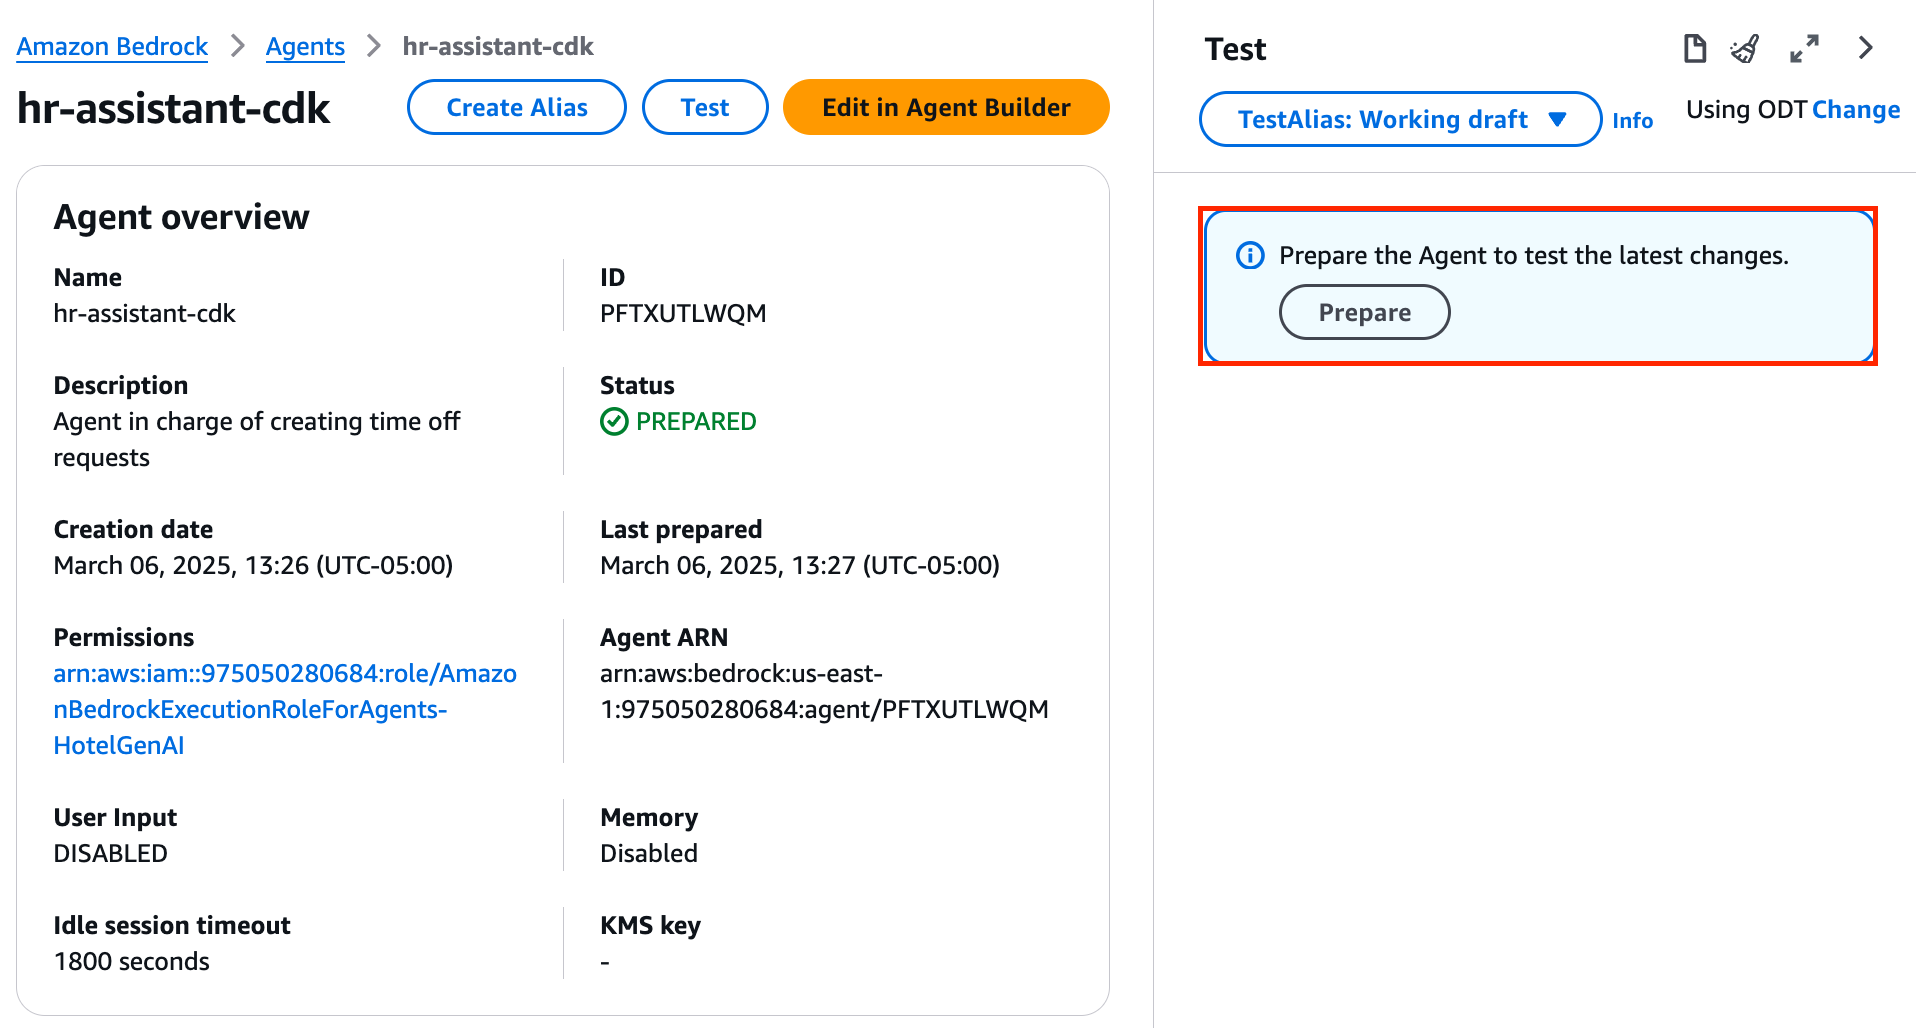 Amazon Bedrock > Agents > hr-assistant-cdk
hr-assistant-cdk
Create Alias
Test
Edit in Agent Builder
Agent overview
Name
hr-assistant-cdk
ID
PFTXUTLWQM
Description
Agent in charge of creating time off
requests
Status
PREPARED
Creation date
March 06, 2025, 13:26 (UTC-05:00)
Last prepared
March 06, 2025, 13:27 (UTC-05:00)
Permissions
arn:aws:iam::975050280684:role/Amazo
nBedrockExecutionRoleForAgents-
HotelGenAI
Agent ARN
arn:aws:bedrock:us-east-
1:975050280684:agent/PFTXUTLWQM
User Input
DISABLED
Memory
Disabled
Idle session timeout
1800 seconds
KMS key
-
Test
TestAlias: Working draft
Info
Using ODT Change
Prepare the Agent to test the latest changes.
Prepare